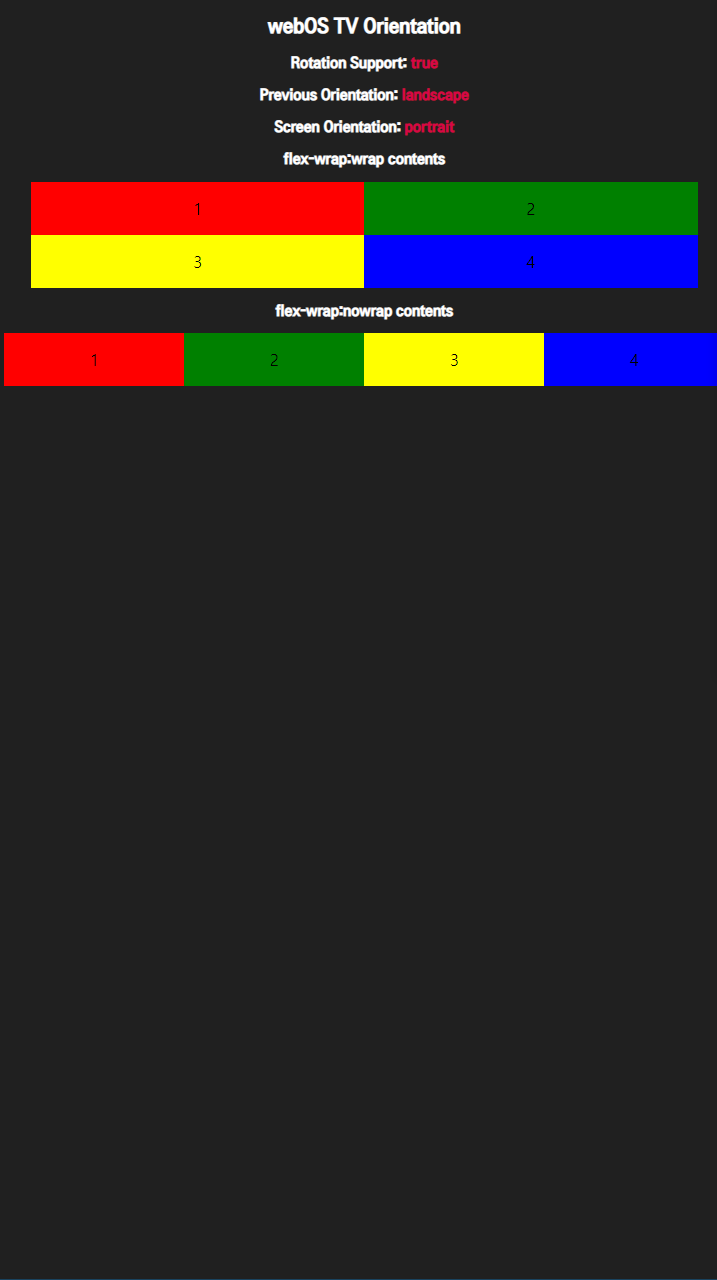 webOS TV Orientation
Rotation Support: true
Previous Orientation: landscape
Screen Orientation: portrait
flex-wrap:wrap contents
1 2
3 4
flex-wrap:nowrap contents
1 2 3 4